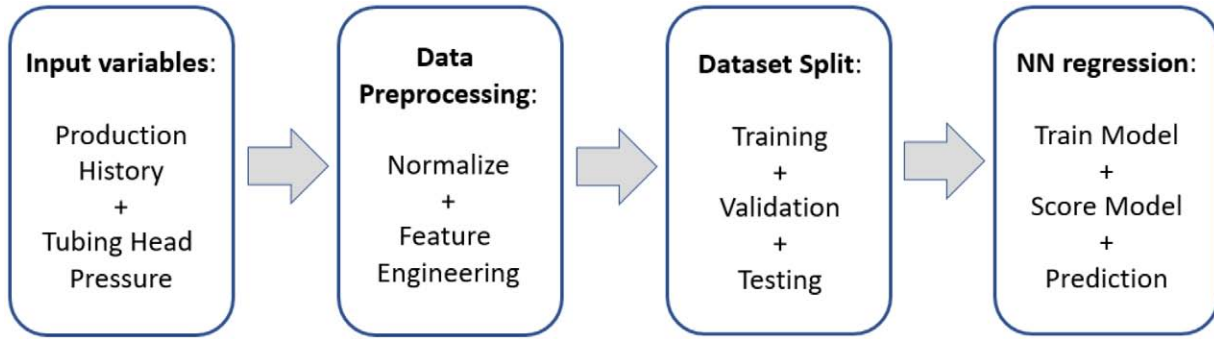 Input variables:
Production
History
+
Tubing Head
Pressure
Data
Preprocessing:
Normalize
+
Feature
Engineering
Dataset Split:
Training
+
Validation
+
Testing
NN regression:
Train Model
+
Score Model
+
Prediction